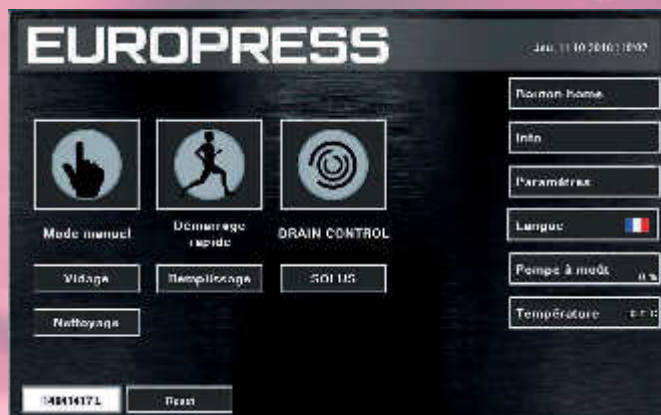 EUROPRESS
Bouton home
Info
Paramètres
Langue
Pompe à moût
Température
Mode manuel
Démarrage
rapide
DRAIN CONTROL
Vidage
Remplissage
SOLUS
Nettoyage
Reset